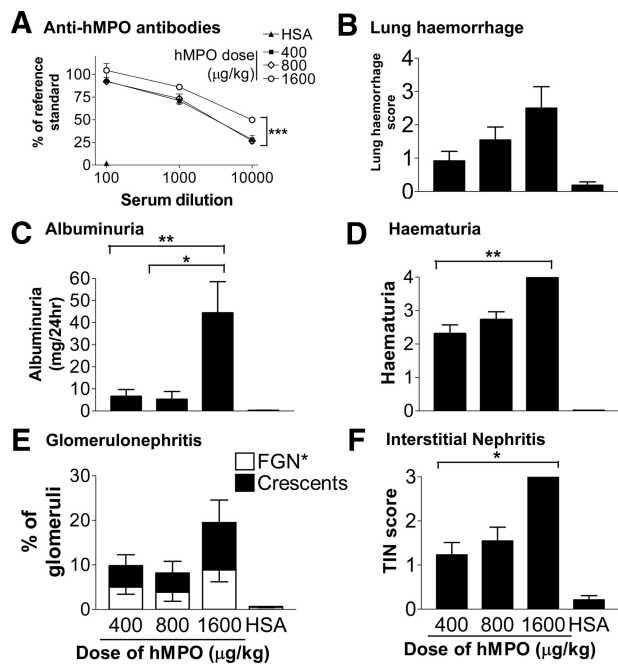 A Anti-hMPO antibodies
hMPO dose
(µg/kg)
HSA
400
800
1600
% of reference
standard
100
75
50
25
0
***
100 1000 10000
Serum dilution
B Lung haemorrhage
Lung haemorrhage
score
4
3
2
1
0
C Albuminuria
**
*
Albuminuria
(mg/24hr)
60
50
40
30
20
10
0
D Haematuria
**
Haematuria
4
3
2
1
0
E Glomerulonephritis
FGN*
Crescents
% of
glomeruli
30
20
10
0
400 800 1600 HSA
Dose of hMPO (µg/kg)
F Interstitial Nephritis
*
TIN score
3
2
1
0
400 800 1600 HSA
Dose of hMPO (µg/kg)